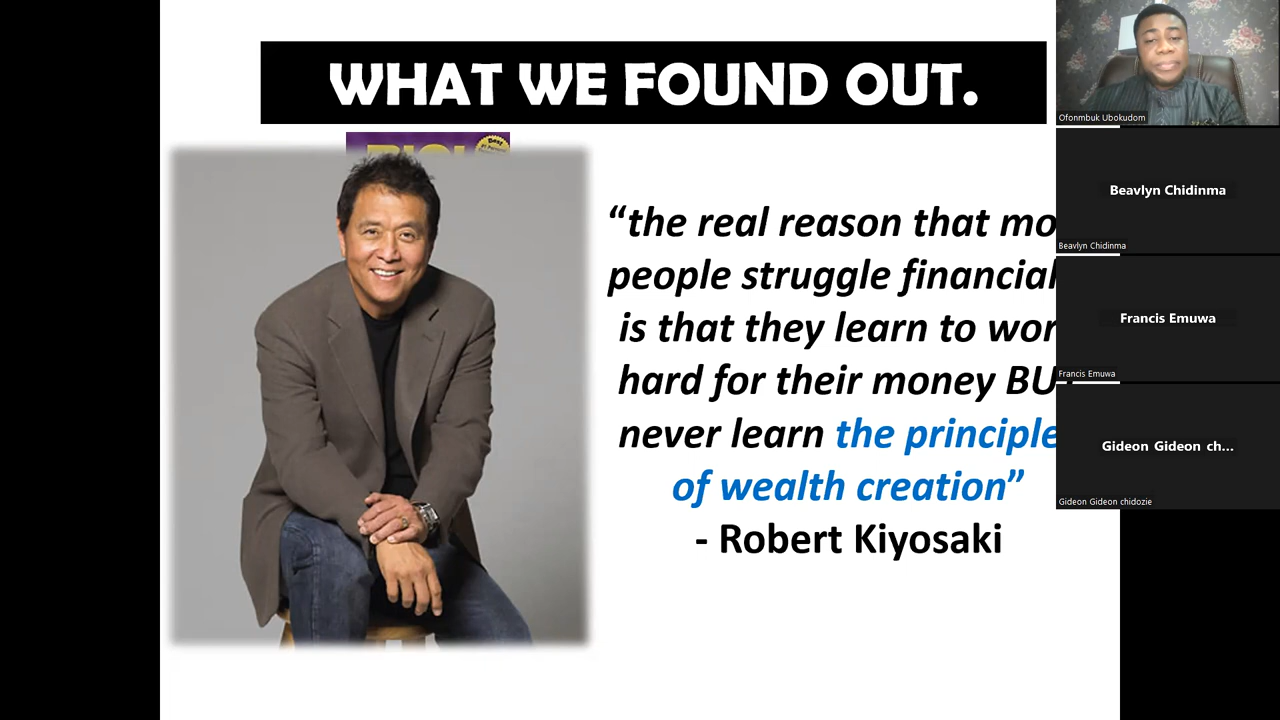 WHAT WE FOUND OUT.
Best
“the real reason that mo
people struggle financial
is that they learn to wor
hard for their money BU
never learn the principle
of wealth creation”
- Robert Kiyosaki
Ofonmbuk Ubokudom
Beavlyn Chidinma
Beavlyn Chidinma
Francis Emuwa
Francis Emuwa
Gideon Gideon ch...
Gideon Gideon chidozie